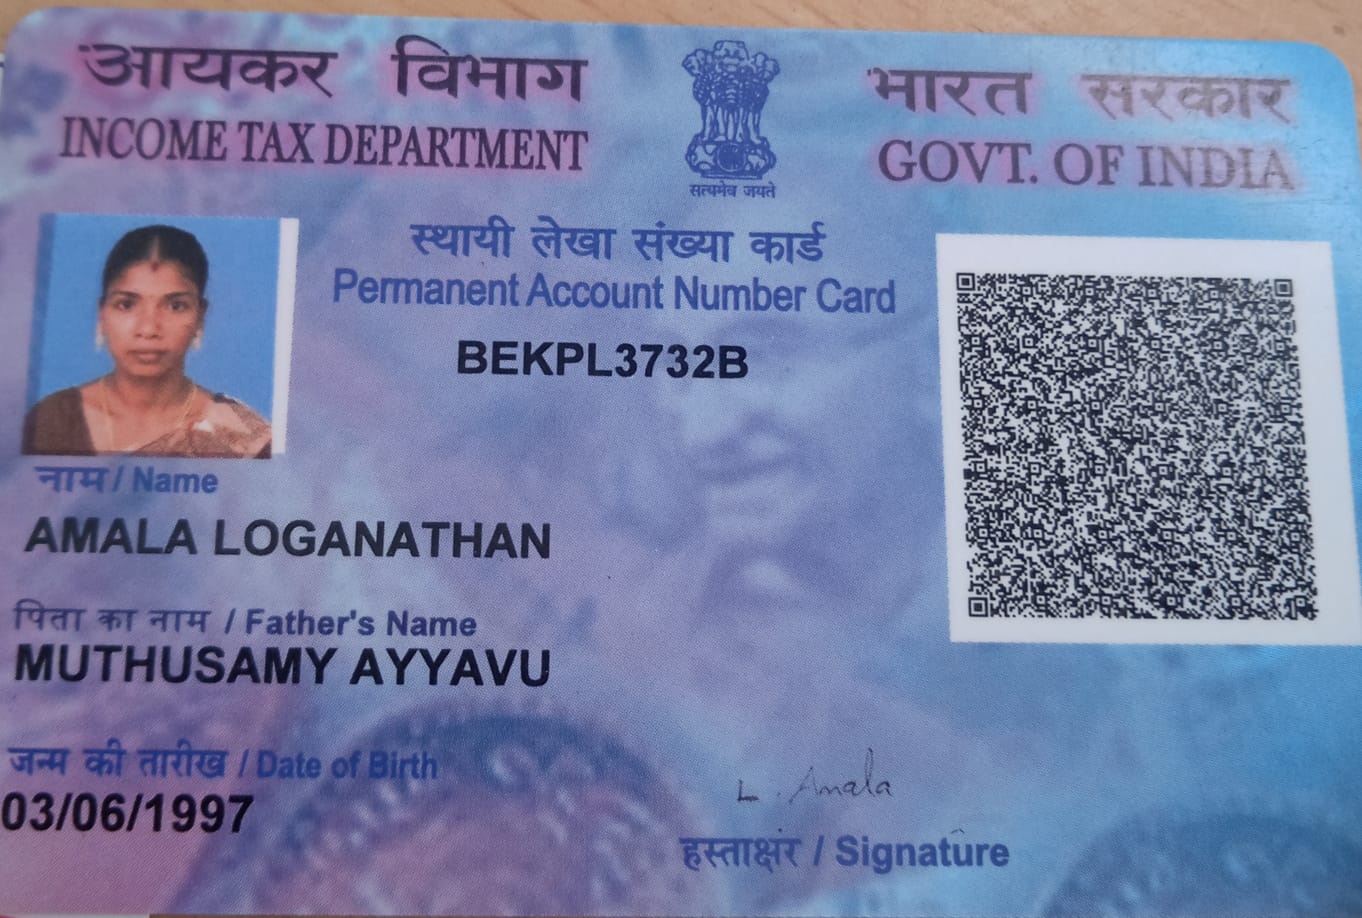 आयकर विभाग
INCOME TAX DEPARTMENT
सत्यमेव जयते
भारत सरकार
GOVT. OF INDIA
स्थायी लेखा संख्या कार्ड
Permanent Account Number Card
BEKPL3732B
नाम / Name
AMALA LOGANATHAN
पिता का नाम / Father's Name
MUTHUSAMY AYYAVU
जन्म की तारीख / Date of Birth
03/06/1997
L. Amala
हस्ताक्षर / Signature